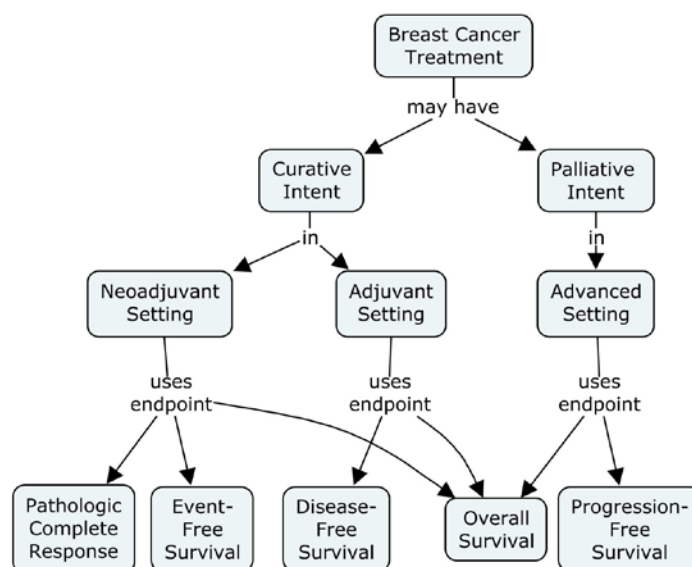 Breast Cancer
Treatment
may have
Curative
Intent
Palliative
Intent
in
in
Neoadjuvant
Setting
Adjuvant
Setting
Advanced
Setting
uses
endpoint
uses
endpoint
uses
endpoint
Pathologic
Complete
Response
Event-
Free
Survival
Disease-
Free
Survival
Overall
Survival
Progression-
Free
Survival